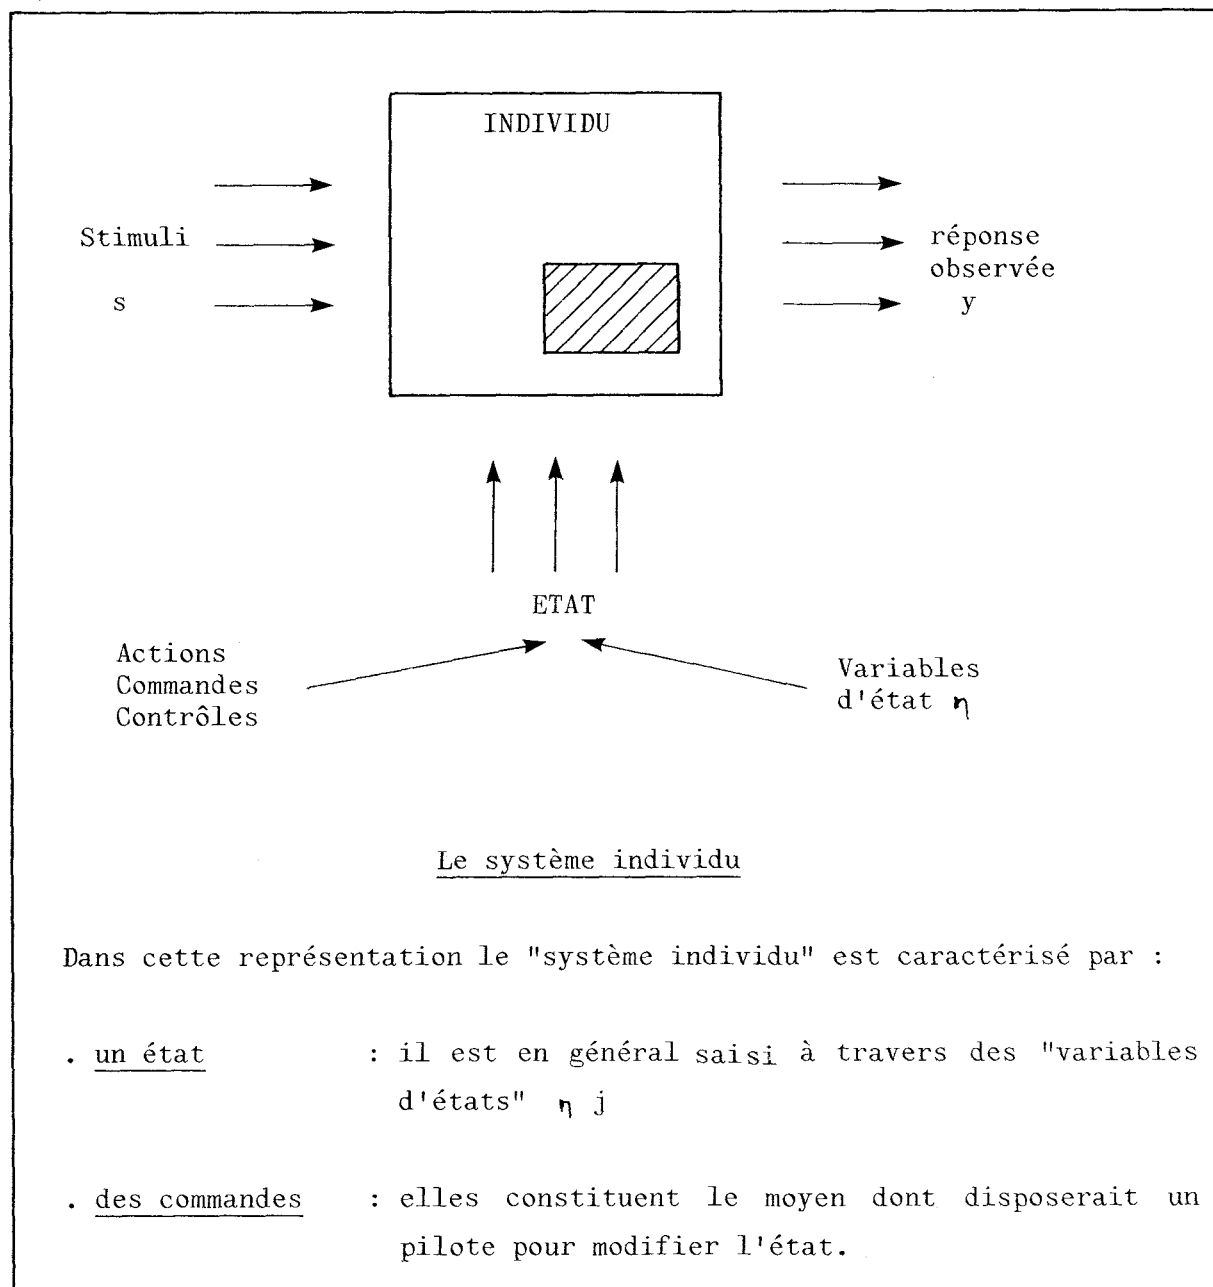 INDIVIDU
Stimuli
s
réponse
observée
y
ETAT
Actions
Commandes
Contrôles
Variables
d'état η
Le système individu
Dans cette représentation le "système individu" est caractérisé par :
. un état : il est en général saisi à travers des "variables
d'états" η j
. des commandes : elles constituent le moyen dont disposerait un
pilote pour modifier l'état.